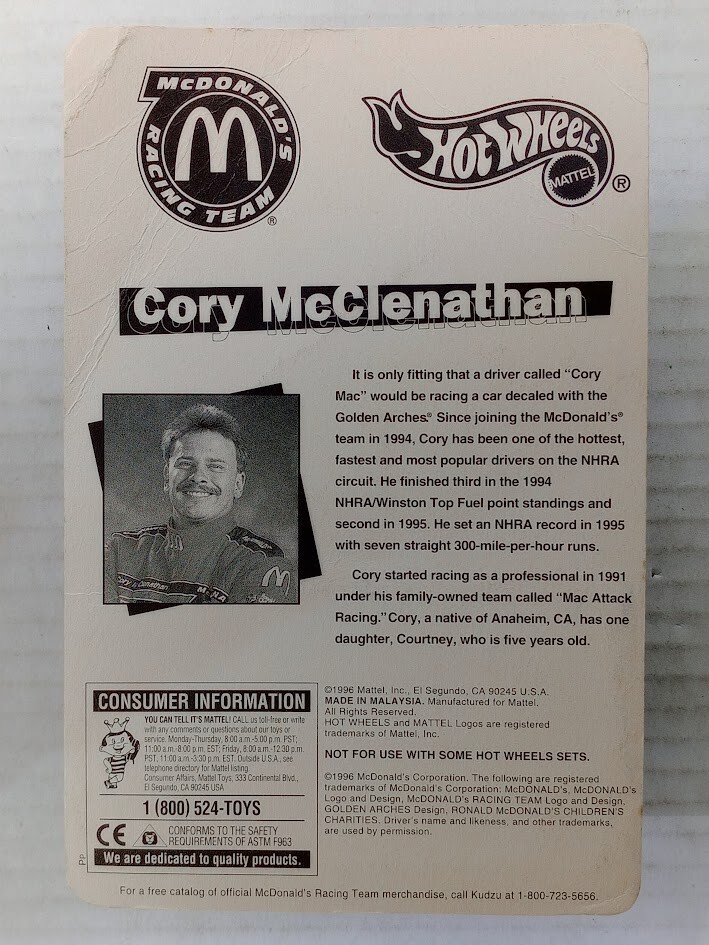 McDONALD'S
RACING TEAM
®
HOT WHEELS
MATTEL
®
Cory McClenathan
It is only fitting that a driver called “Cory
Mac” would be racing a car decaled with the
Golden Arches.® Since joining the McDonald's®
team in 1994, Cory has been one of the hottest,
fastest and most popular drivers on the NHRA
circuit. He finished third in the 1994
NHRA/Winston Top Fuel point standings and
second in 1995. He set an NHRA record in 1995
with seven straight 300-mile-per-hour runs.
Cory started racing as a professional in 1991
under his family-owned team called “Mac Attack
Racing.” Cory, a native of Anaheim, CA, has one
daughter, Courtney, who is five years old.
CONSUMER INFORMATION
YOU CAN TELL IT'S MATTEL! CALL us toll-free or write
with any comments or questions about our toys or
service. Monday-Thursday, 8:00 a.m.-5:00 p.m. PST;
11:00 a.m.-8:00 p.m. EST; Friday, 8:00 a.m.-12:30 p.m.
PST, 11:00 a.m.-3:30 p.m. EST. Outside U.S.A., see
telephone directory for Mattel listing.
Consumer Affairs, Mattel Toys, 333 Continental Blvd.,
El Segundo, CA 90245 USA
1 (800) 524-TOYS
CE
CONFORMS TO THE SAFETY
REQUIREMENTS OF ASTM F963
We are dedicated to quality products.
Pp
©1996 Mattel, Inc., El Segundo, CA 90245 U.S.A.
MADE IN MALAYSIA. Manufactured for Mattel.
All Rights Reserved.
HOT WHEELS and MATTEL Logos are registered
trademarks of Mattel, Inc.
NOT FOR USE WITH SOME HOT WHEELS SETS.
©1996 McDonald's Corporation. The following are registered
trademarks of McDonald's Corporation: McDONALD's, McDONALD's
Logo and Design, McDONALD's RACING TEAM Logo and Design,
GOLDEN ARCHES Design, RONALD McDONALD'S CHILDREN'S
CHARITIES. Driver's name and likeness, and other trademarks,
are used by permission.
For a free catalog of official McDonald's Racing Team merchandise, call Kudzu at 1-800-723-5656.